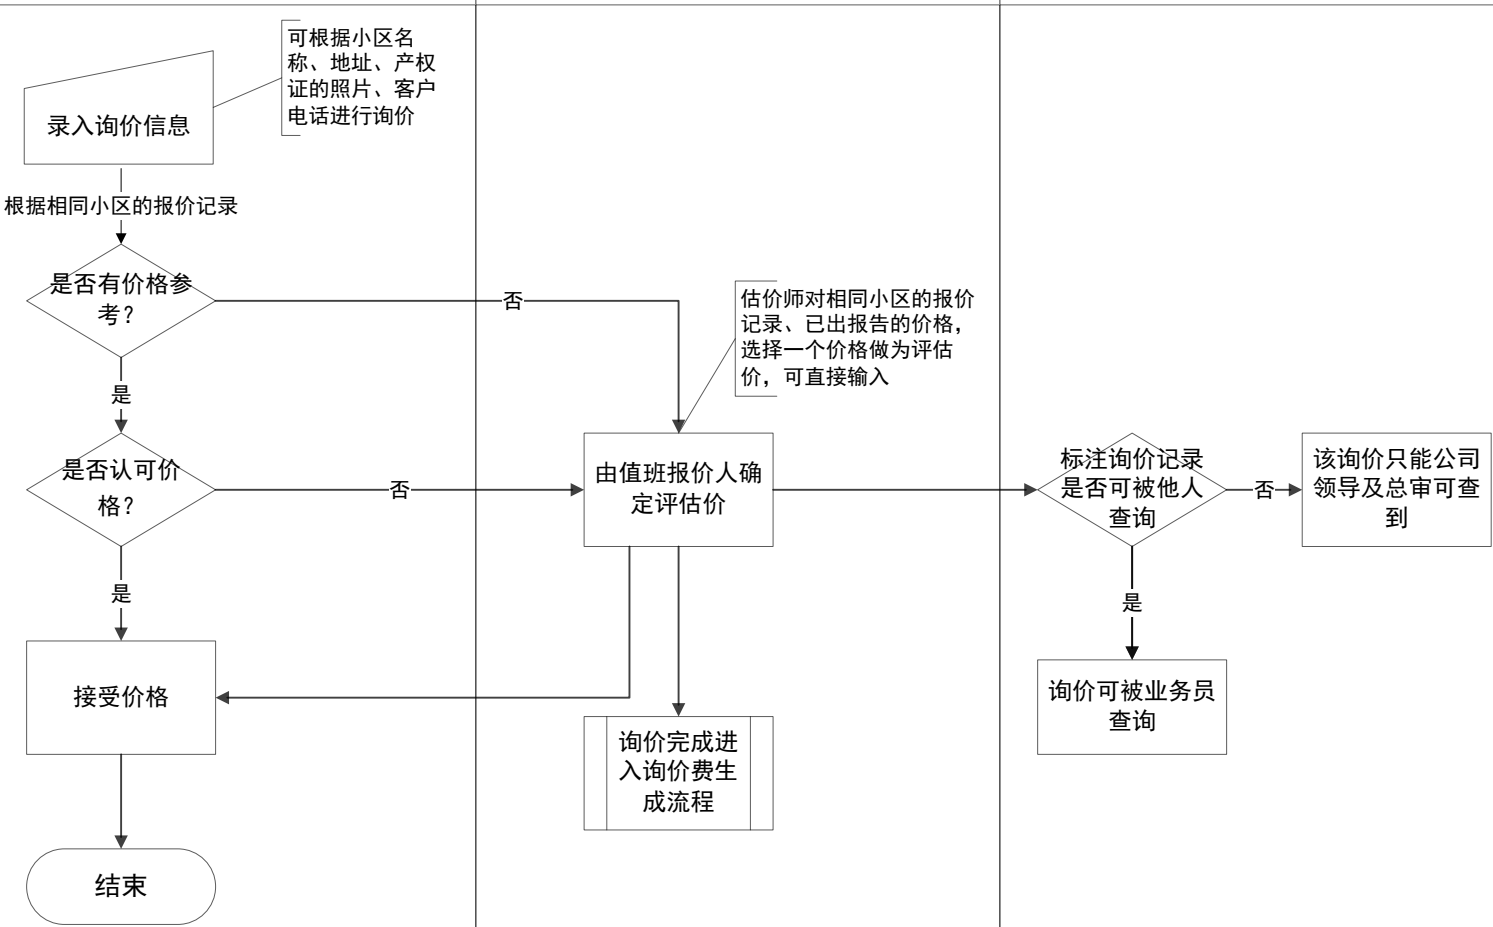 可根据小区名
称、地址、产权
证的照片、客户
电话进行询价
录入询价信息
根据相同小区的报价记录
是否有价格参
考？
否
估价师对相同小区的报价
记录、已出报告的价格，
选择一个价格做为评估
价，可直接输入
是
是否认可价
格？
否
由值班报价人确
定评估价
标注询价记录
是否可被他人
查询
否
该询价只能公司
领导及总审可查
到
是
是
接受价格
询价可被业务员
查询
询价完成进
入询价费生
成流程
结束